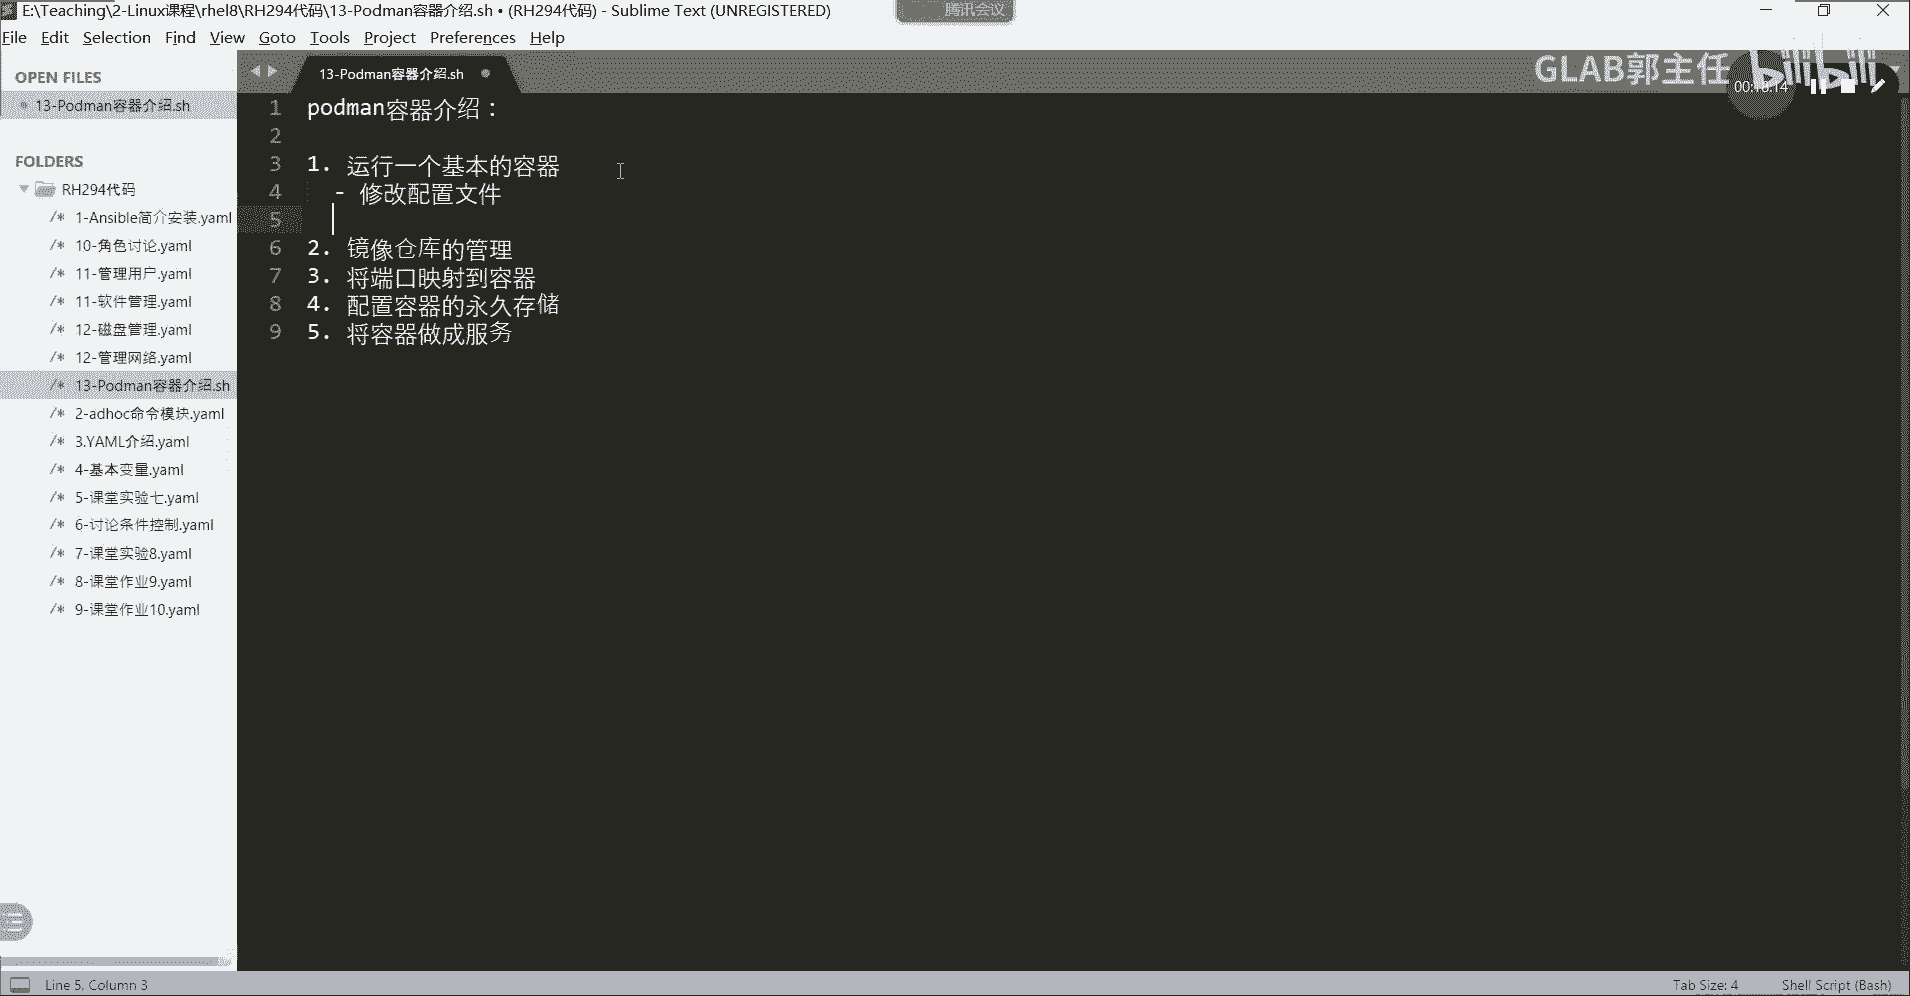 E:\Teaching\2-Linux课程\rhel8\RH294代码\13-Podman容器介绍.sh • (RH294代码) - Sublime Text (UNREGISTERED)
腾讯会议
File Edit Selection Find View Goto Tools Project Preferences Help
GLAB郭主任 bilibili
OPEN FILES
13-Podman容器介绍.sh
FOLDERS
RH294代码
/* 1-Ansible简介安装.yaml
/* 10-角色讨论.yaml
/* 11-管理用户.yaml
/* 11-软件管理.yaml
/* 12-磁盘管理.yaml
/* 12-管理网络.yaml
/* 13-Podman容器介绍.sh
/* 2-adhoc命令模块.yaml
/* 3.YAML介绍.yaml
/* 4-基本变量.yaml
/* 5-课堂实验七.yaml
/* 6-讨论条件控制.yaml
/* 7-课堂实验8.yaml
/* 8-课堂作业9.yaml
/* 9-课堂作业10.yaml
13-Podman容器介绍.sh
1 podman容器介绍：
2
3 1. 运行一个基本的容器
4 - 修改配置文件
5
6 2. 镜像仓库的管理
7 3. 将端口映射到容器
8 4. 配置容器的永久存储
9 5. 将容器做成服务
Line 5, Column 3
Tab Size: 4 Shell Script (Bash)